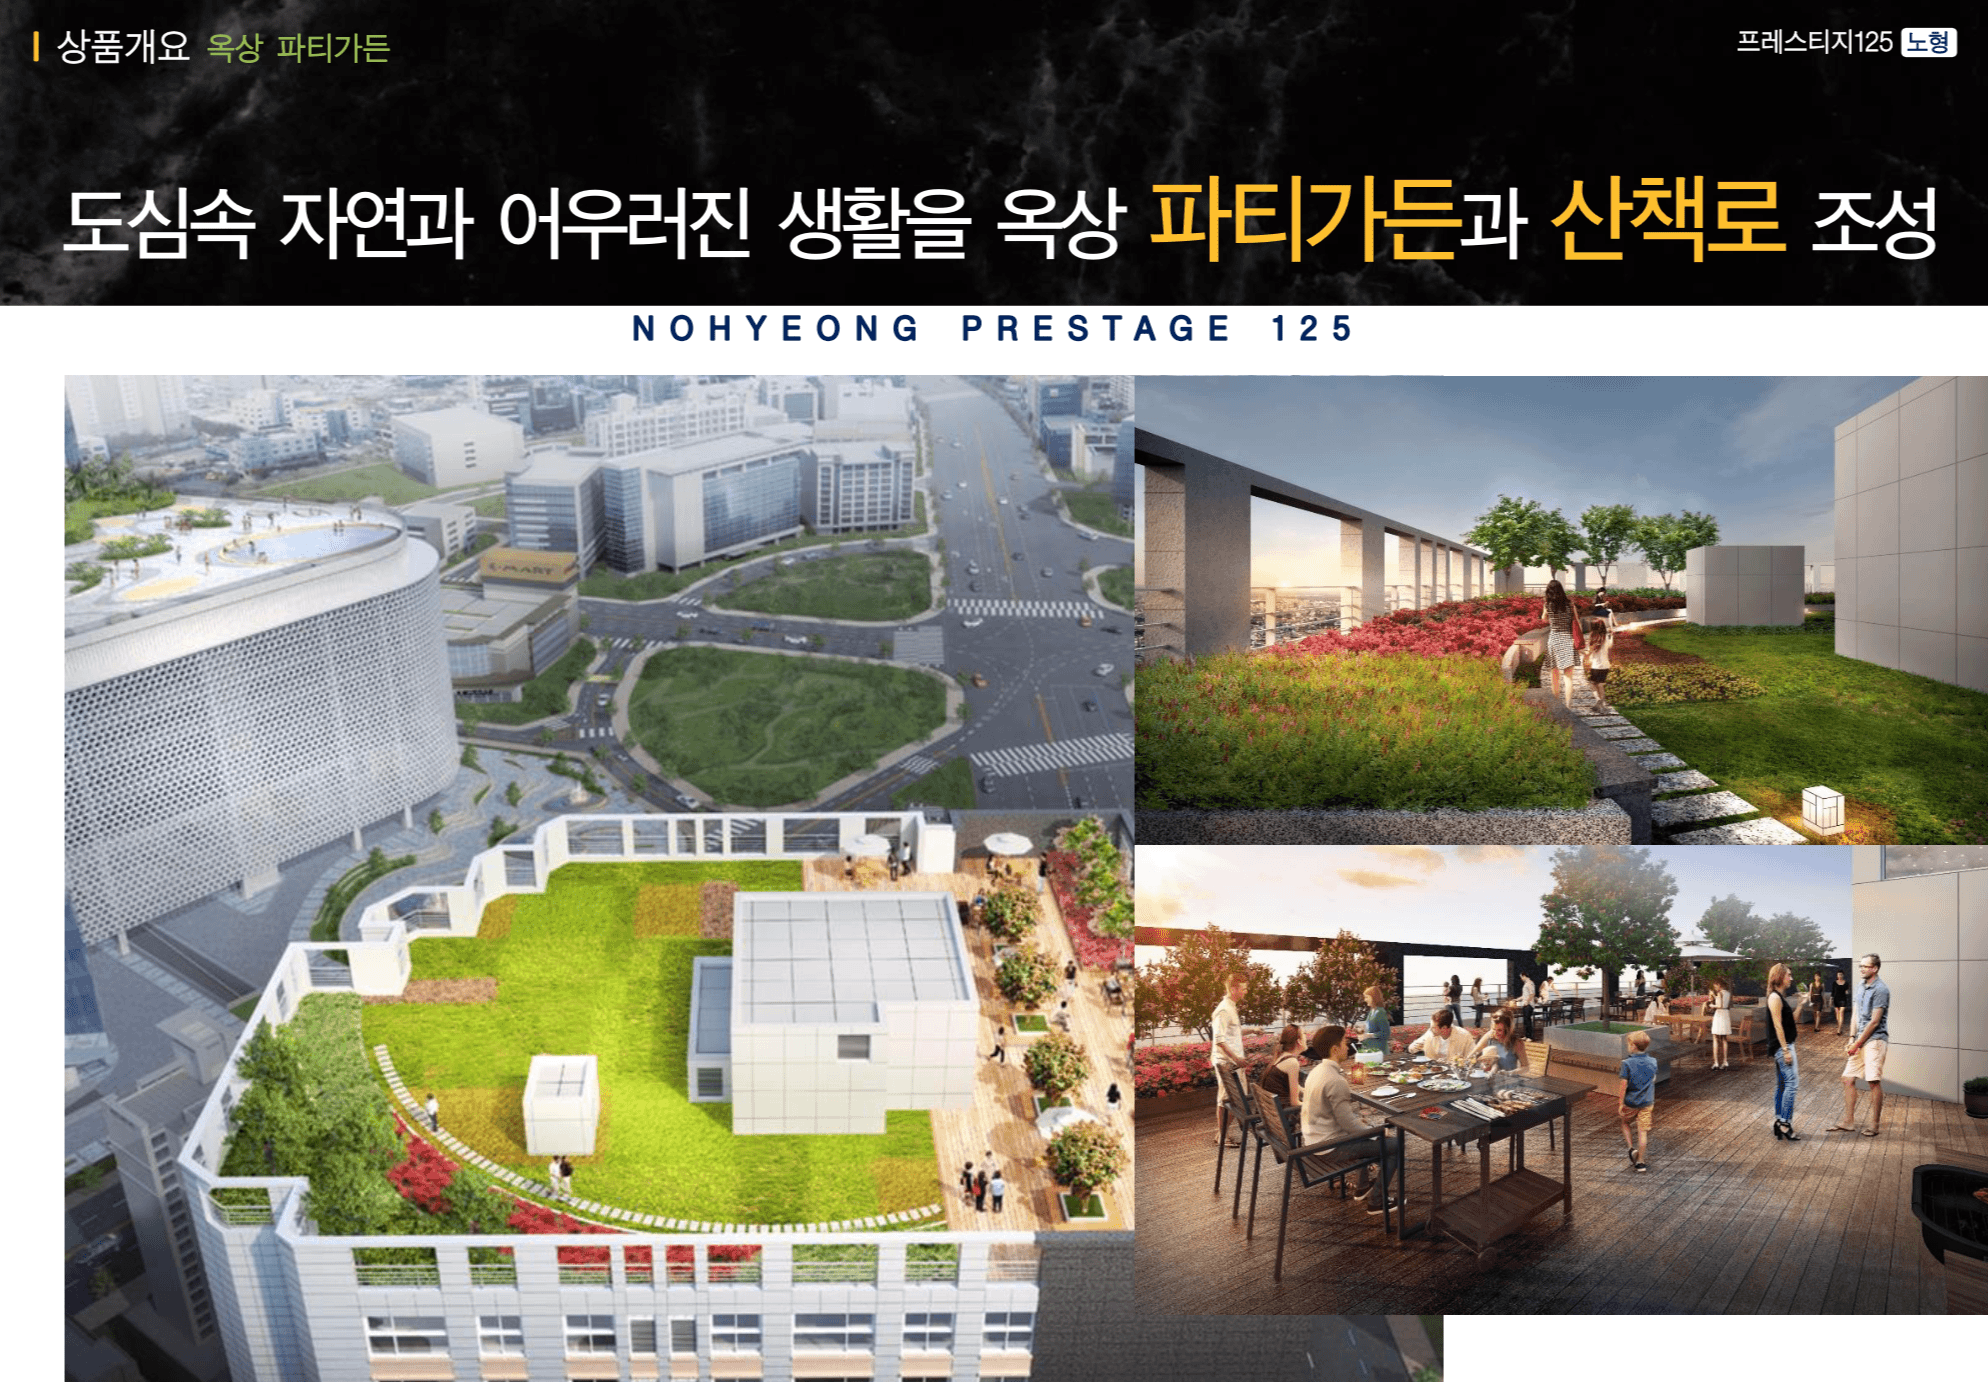 상품개요 옥상 파티가든
프레스티지125 노형
도심속 자연과 어우러진 생활을 옥상 파티가든과 산책로 조성
NOHYEONG PRESTAGE 125
E-MART